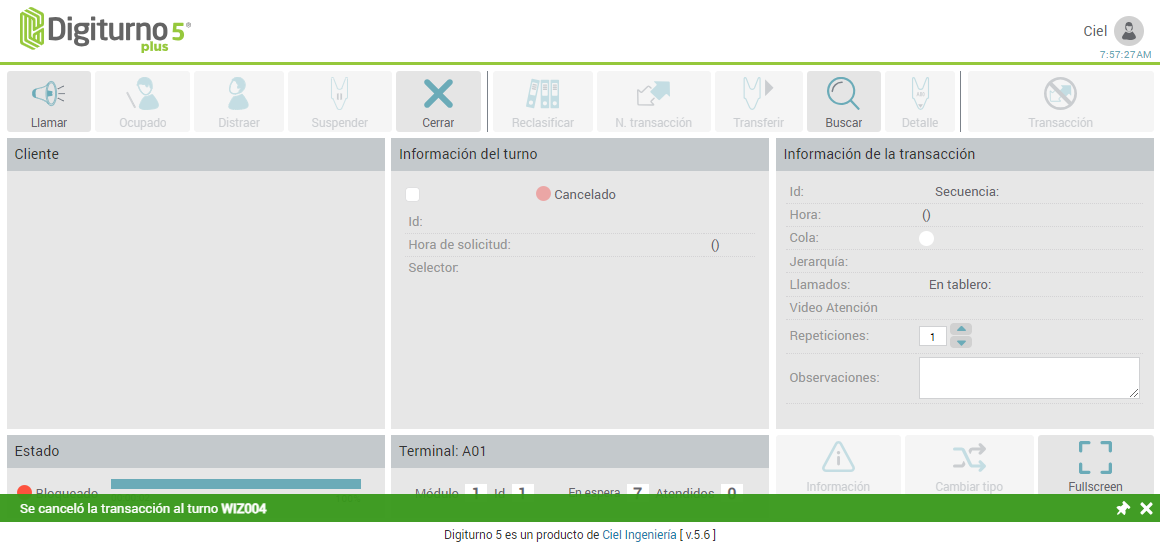 Digiturno 5®
plus
Ciel
7:57:27AM
Llamar
Ocupado
Distraer
Suspender
Cerrar
Reclasificar
N. transacción
Transferir
Buscar
ABC
Detalle
Transacción
Cliente
Información del turno
Cancelado
Id:
Hora de solicitud: ()
Selector:
Información de la transacción
Id: Secuencia:
Hora: ()
Cola:
Jerarquía:
Llamados: En tablero:
Video Atención
Repeticiones: 1
Observaciones:
Estado
Bloqueado
Terminal: A01
Módulo 1 Id 1 En espera 7 Atendidos 0
Información
Cambiar tipo
Fullscreen
Se canceló la transacción al turno WIZ004
Digiturno 5 es un producto de Ciel Ingeniería [ v.5.6 ]